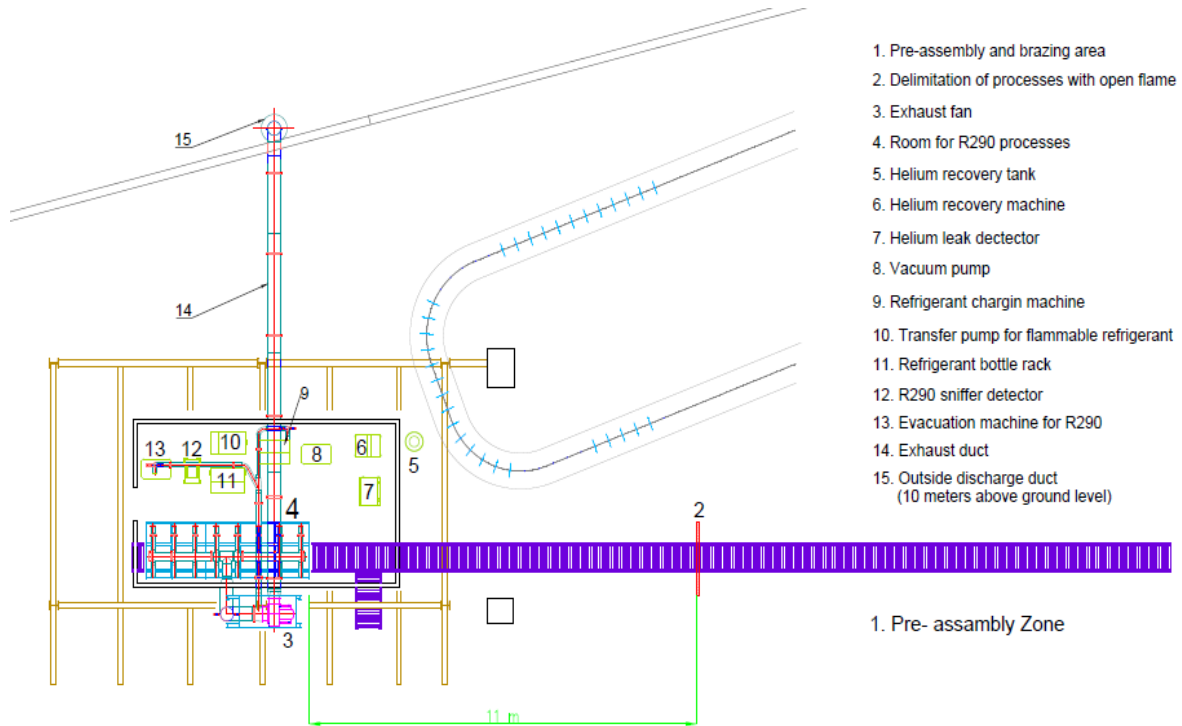 1. Pre-assembly and brazing area
2. Delimitation of processes with open flame
3. Exhaust fan
4. Room for R290 processes
5. Helium recovery tank
6. Helium recovery machine
7. Helium leak dectector
8. Vacuum pump
9. Refrigerant chargin machine
10. Transfer pump for flammable refrigerant
11. Refrigerant bottle rack
12. R290 sniffer detector
13. Evacuation machine for R290
14. Exhaust duct
15. Outside discharge duct
(10 meters above ground level)
15
14
9
13
12
10
11
8
6
5
7
4
2
3
1. Pre- assambly Zone
11 m